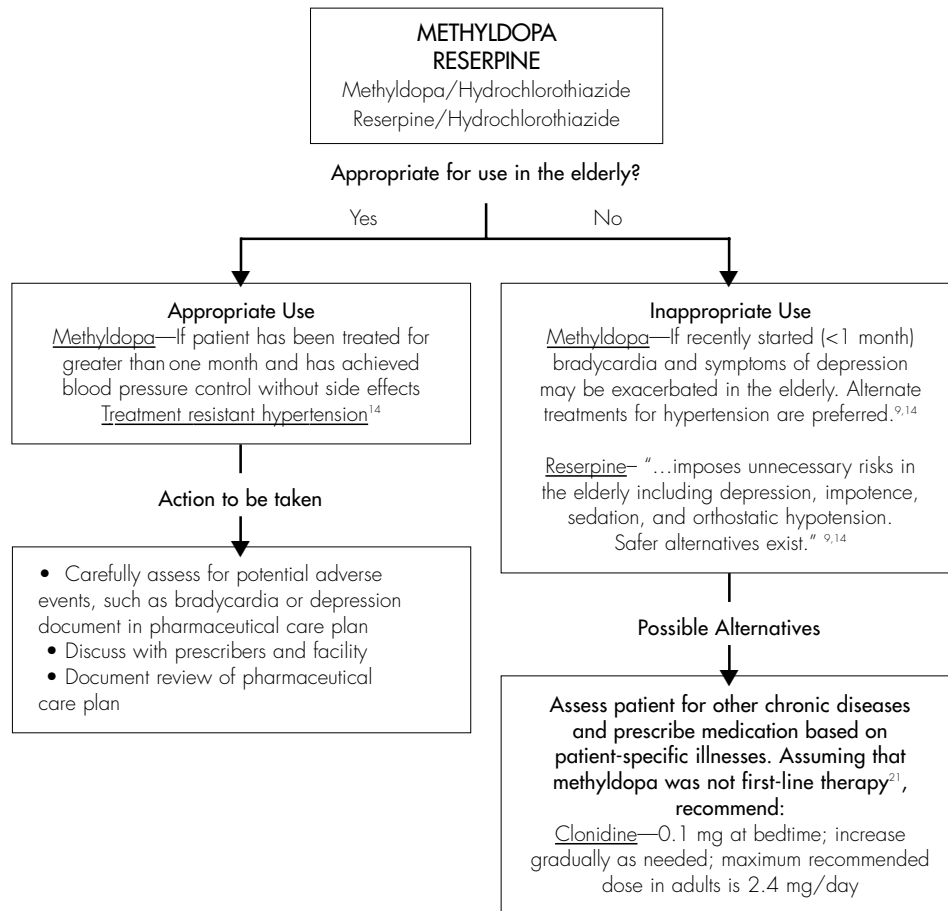 METHYLDOPA
RESERPINE
Methyldopa/Hydrochlorothiazide
Reserpine/Hydrochlorothiazide
Appropriate for use in the elderly?
Yes
No
Appropriate Use
Methyldopa—If patient has been treated for
greater than one month and has achieved
blood pressure control without side effects
Treatment resistant hypertension14
Action to be taken
• Carefully assess for potential adverse
events, such as bradycardia or depression
document in pharmaceutical care plan
• Discuss with prescribers and facility
• Document review of pharmaceutical
care plan
Inappropriate Use
Methyldopa—If recently started (<1 month)
bradycardia and symptoms of depression
may be exacerbated in the elderly. Alternate
treatments for hypertension are preferred.9,14
Reserpine– “...imposes unnecessary risks in
the elderly including depression, impotence,
sedation, and orthostatic hypotension.
Safer alternatives exist.” 9,14
Possible Alternatives
Assess patient for other chronic diseases
and prescribe medication based on
patient-specific illnesses. Assuming that
methyldopa was not first-line therapy21,
recommend:
Clonidine—0.1 mg at bedtime; increase
gradually as needed; maximum recommended
dose in adults is 2.4 mg/day